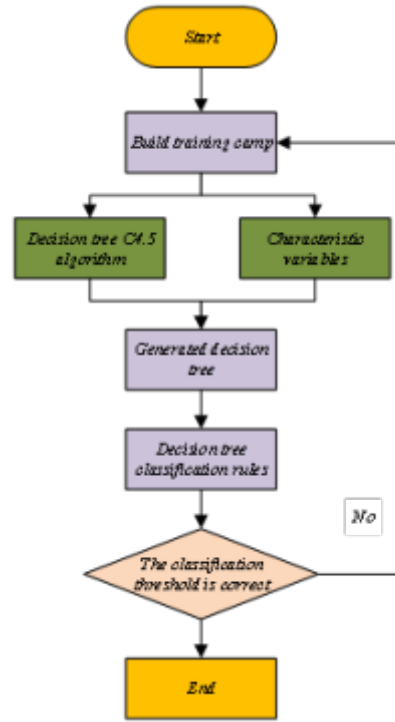 Start
Build training camp
Decision tree C4.5
algorithm
Characteristic
variables
Generated decision
tree
Decision tree
classification rules
No
The classification
threshold is correct
End